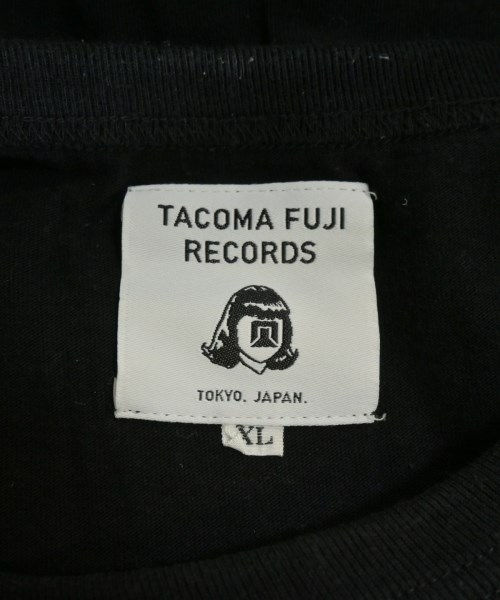 TACOMA FUJI
RECORDS
TOKYO. JAPAN.
XL